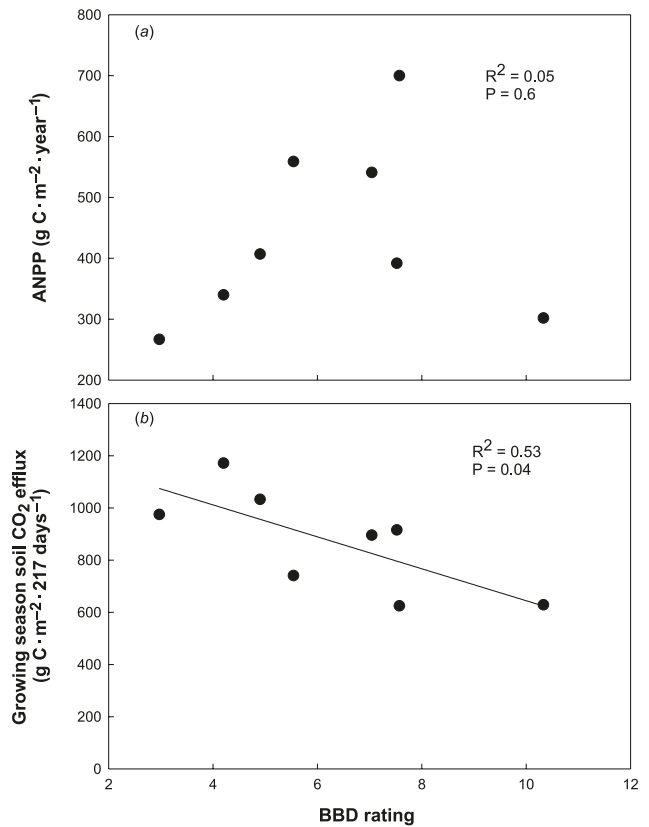 (a)
R² = 0.05
P = 0.6
800
700
600
500
400
300
200
ANPP (g C · m⁻² · year⁻¹)
(b)
R² = 0.53
P = 0.04
1400
1200
1000
800
600
400
200
0
Growing season soil CO₂ efflux
(g C · m⁻² · 217 days⁻¹)
2 4 6 8 10 12
BBD rating